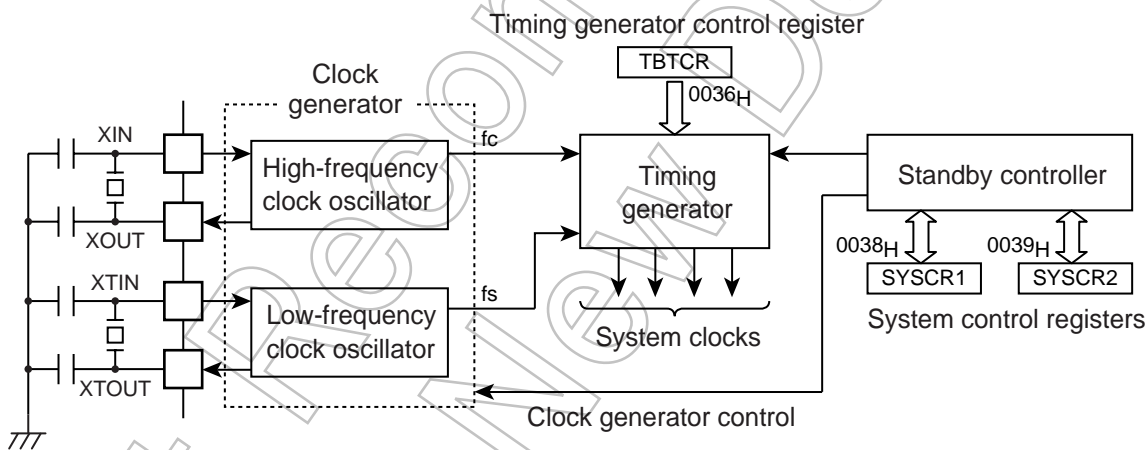 Timing generator control register
TBTCR
0036H
Clock
generator
XIN
fc
High-frequency
clock oscillator
Timing
generator
Standby controller
XOUT
0038H
0039H
XTIN
SYSCR1
SYSCR2
fs
Low-frequency
clock oscillator
System clocks
System control registers
XTOUT
Clock generator control